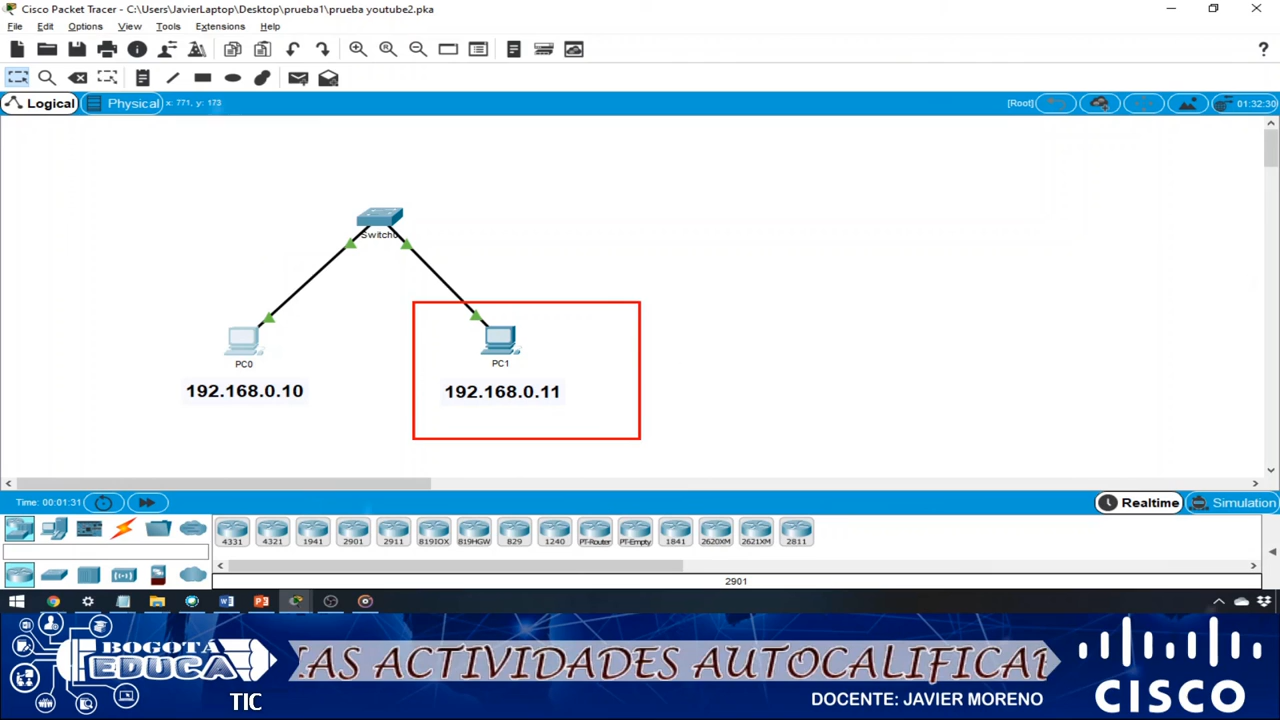 Cisco Packet Tracer - C:\Users\JavierLaptop\Desktop\prueba1\prueba youtube2.pka
File Edit Options View Tools Extensions Help
Logical Physical x: 771, y: 173 [Root] 01:32:30
Switch0
PC0
PC1
192.168.0.10
192.168.0.11
Time: 00:01:31 Realtime Simulation
4331 4321 1941 2901 2911 819IOX 819HGW 829 1240 PT-Router PT-Empty 1841 2620XM 2621XM 2811
2901
BOGOTÁ
EDUCA
TIC
LAS ACTIVIDADES AUTOCALIFICAD
DOCENTE: JAVIER MORENO
CISCO